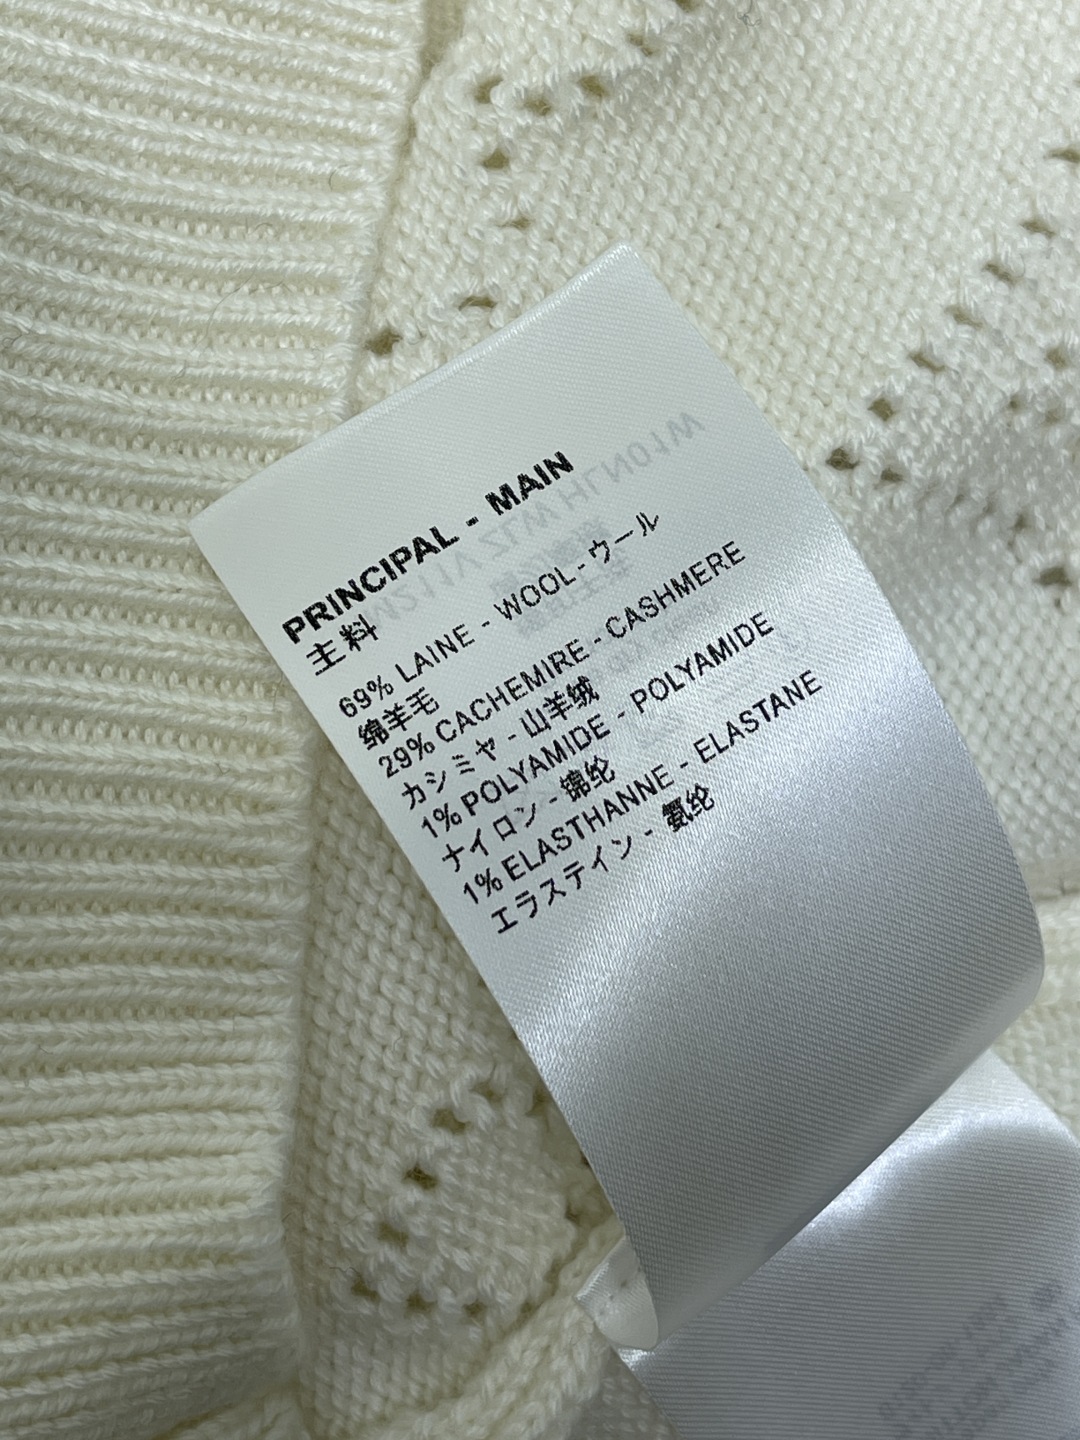 PRINCIPAL - MAIN
主料
69% LAINE - WOOL - ウール
绵羊毛
29% CACHEMIRE - CASHMERE
カシミヤ - 山羊绒
1% POLYAMIDE - POLYAMIDE
ナイロン - 锦纶
1% ELASTHANNE - ELASTANE
エラステイン - 氨纶